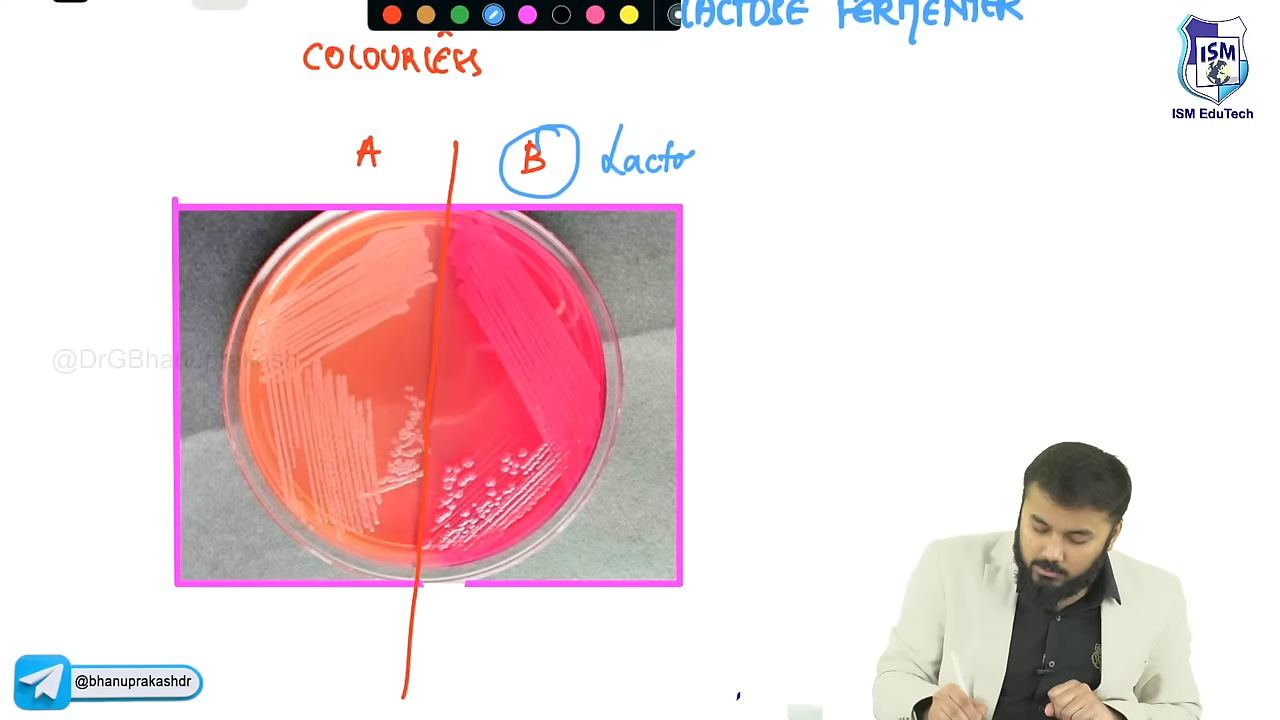 LACTOSE FERMENTER
COLOURLESS
A
B Lacto
ISM
ISM EduTech
@DrGBhanuprakash
@bhanuprakashdr